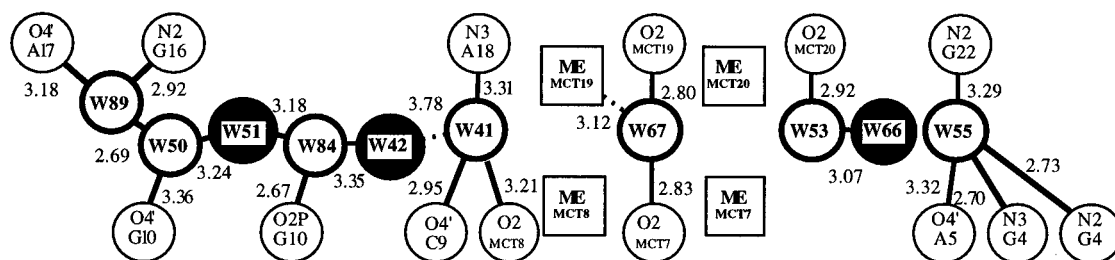 O4'
A17
N2
G16
N3
A18
O2
MCT19
O2
MCT20
N2
G22
ME
MCT19
ME
MCT20
3.18
2.92
3.31
2.80
2.92
3.29
W89
3.18
3.78
3.12
W51
W50
W84
W42
W41
W67
W53
W66
W55
2.69
3.24
3.36
2.67
3.35
2.95
3.21
2.83
3.07
3.32
2.70
2.73
ME
MCT8
ME
MCT7
O4'
G10
O2P
G10
O4'
C9
O2
MCT8
O2
MCT7
O4'
A5
N3
G4
N2
G4